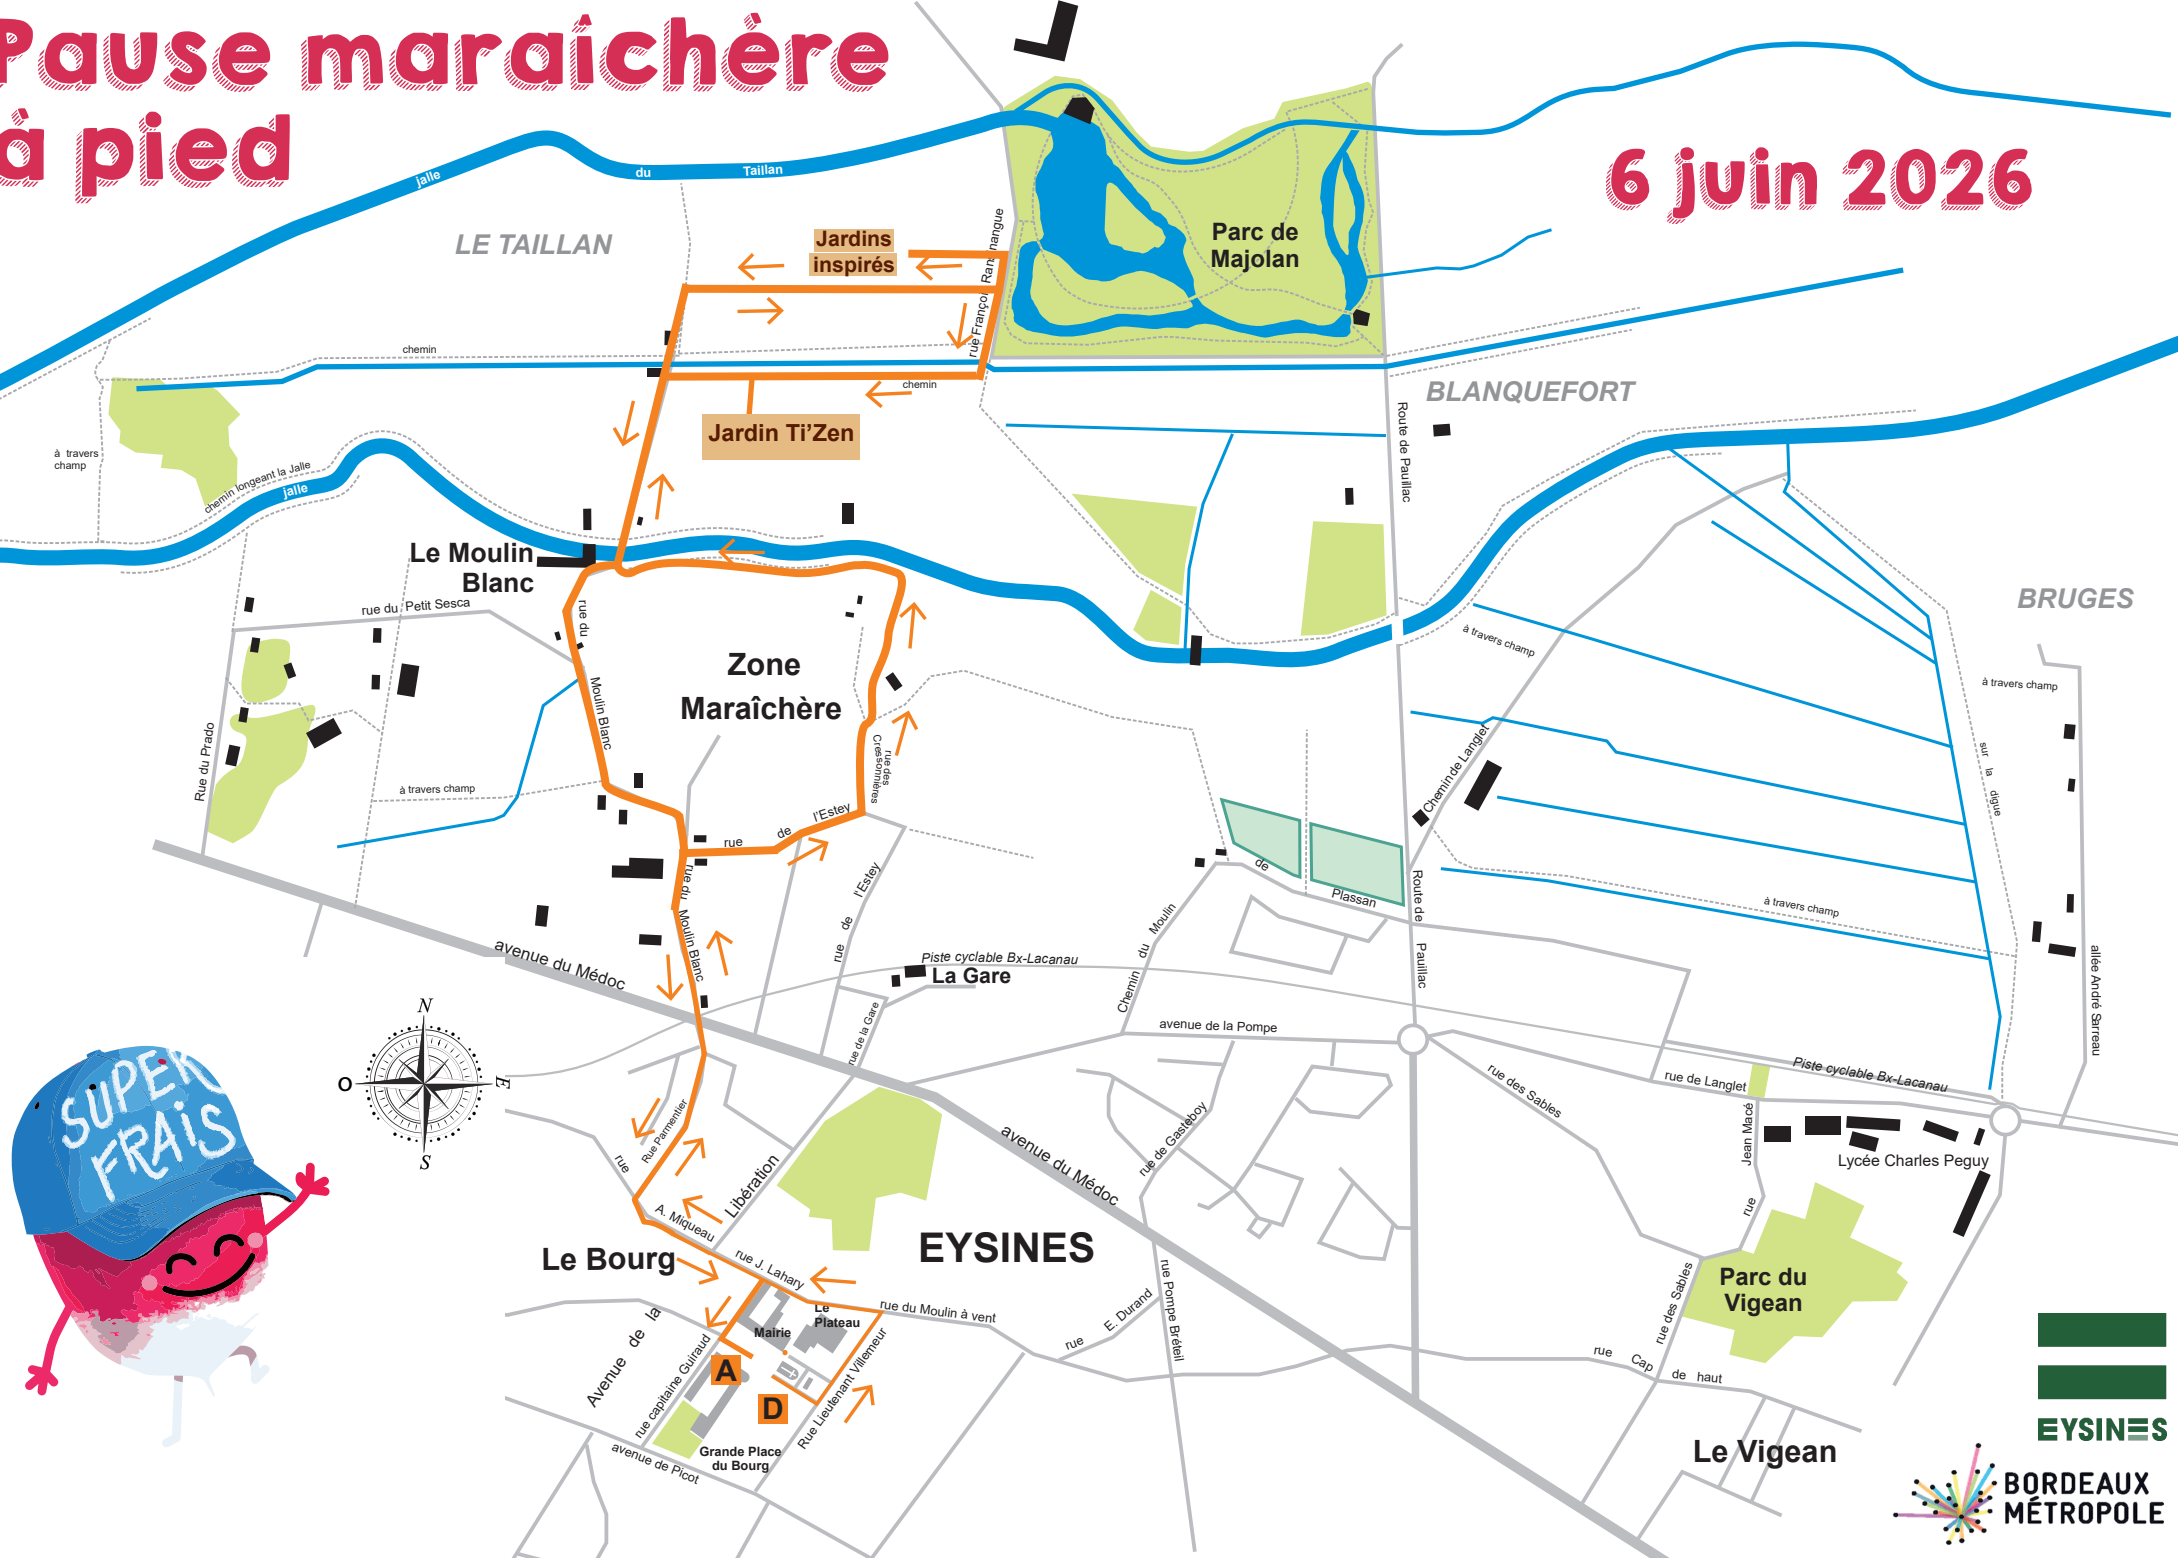 Pause maraîchère
à pied
6 juin 2026
jalle
du
Taillan
LE TAILLAN
Jardins
inspirés
rue François Ransnangue
Parc de
Majolan
chemin
chemin
Jardin Ti'Zen
BLANQUEFORT
Route de Pauillac
à travers
champ
chemin longeant la Jalle
jalle
Le Moulin
Blanc
rue du Petit Sesca
rue du
Moulin Blanc
Zone
Maraîchère
BRUGES
à travers champ
à travers champ
Rue du Prado
à travers champ
rue des
Cressonnières
rue de l'Estey
Chemin de Langlet
sur la digue
rue du Moulin Blanc
rue de l'Estey
de Plassan
Chemin du Moulin
Route de Pauillac
à travers champ
allée André Sarreau
avenue du Médoc
Piste cyclable Bx-Lacanau
La Gare
rue de la Gare
avenue de la Pompe
N
O
E
S
SUPER
FRAIS
rue des Sables
Piste cyclable Bx-Lacanau
rue de Langlet
rue Jean Macé
Lycée Charles Peguy
Rue Parmentier
rue
A. Miqueau
Libération
avenue du Médoc
rue de Gasteboy
EYSINES
Le Bourg
rue J. Lahary
rue du Moulin à vent
Le
Plateau
Mairie
Avenue de la
rue capitaine Guiraud
A
D
Rue Lieutenant Villemeur
Grande Place
du Bourg
avenue de Picot
rue E. Durand
rue Pompe Bréteil
Parc du
Vigean
rue des Sables
rue Cap de haut
Le Vigean
EYSINES
BORDEAUX
MÉTROPOLE